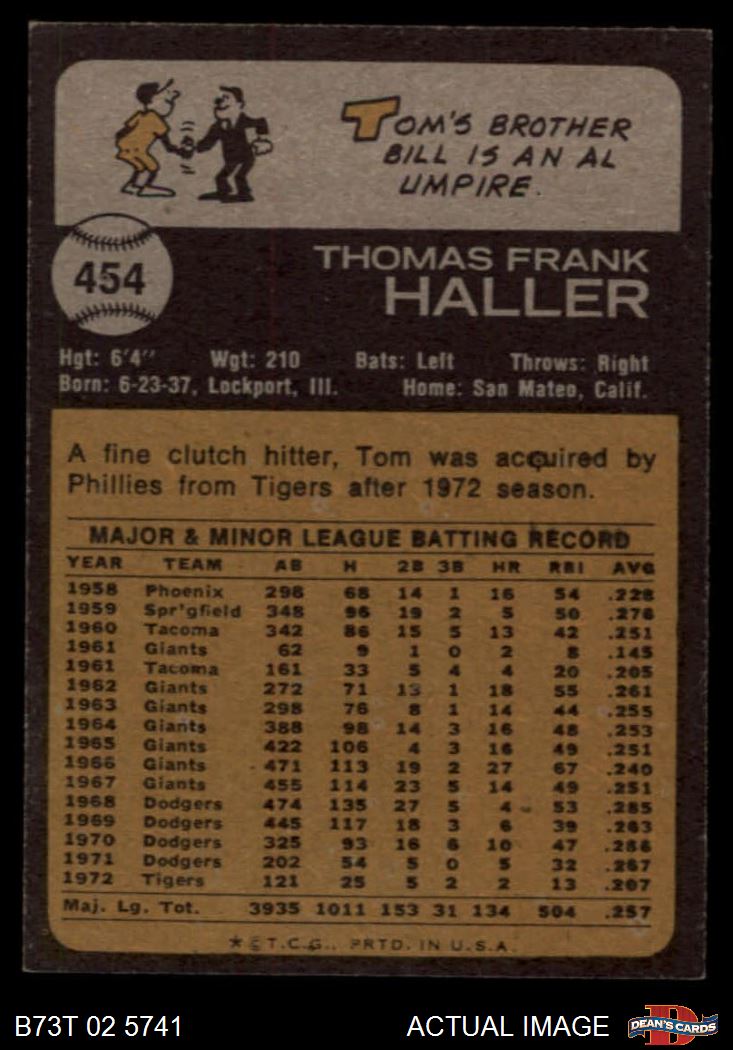 TOM'S BROTHER
BILL IS AN AL
UMPIRE.
454
THOMAS FRANK
HALLER
Hgt: 6'4" Wgt: 210 Bats: Left Throws: Right
Born: 6-23-37, Lockport, Ill. Home: San Mateo, Calif.
A fine clutch hitter, Tom was acquired by
Phillies from Tigers after 1972 season.
MAJOR & MINOR LEAGUE BATTING RECORD
YEAR TEAM AB H 2B 3B HR RBI AVG
1958 Phoenix 298 68 14 1 16 54 .228
1959 Spr'gfield 348 96 19 2 5 50 .276
1960 Tacoma 342 86 15 5 13 42 .251
1961 Giants 62 9 1 0 2 8 .145
1961 Tacoma 161 33 5 4 4 20 .205
1962 Giants 272 71 13 1 18 55 .261
1963 Giants 298 76 8 1 14 44 .255
1964 Giants 388 98 14 3 16 48 .253
1965 Giants 422 106 4 3 16 49 .251
1966 Giants 471 113 19 2 27 67 .240
1967 Giants 455 114 23 5 14 49 .251
1968 Dodgers 474 135 27 5 4 53 .285
1969 Dodgers 445 117 18 3 6 39 .263
1970 Dodgers 325 93 16 6 10 47 .286
1971 Dodgers 202 54 5 0 5 32 .267
1972 Tigers 121 25 5 2 2 13 .207
Maj. Lg. Tot. 3935 1011 153 31 134 504 .257
★ © T.C.G.. PRTD. IN U.S.A.
B73T 02 5741 ACTUAL IMAGE D DEAN'S CARDS